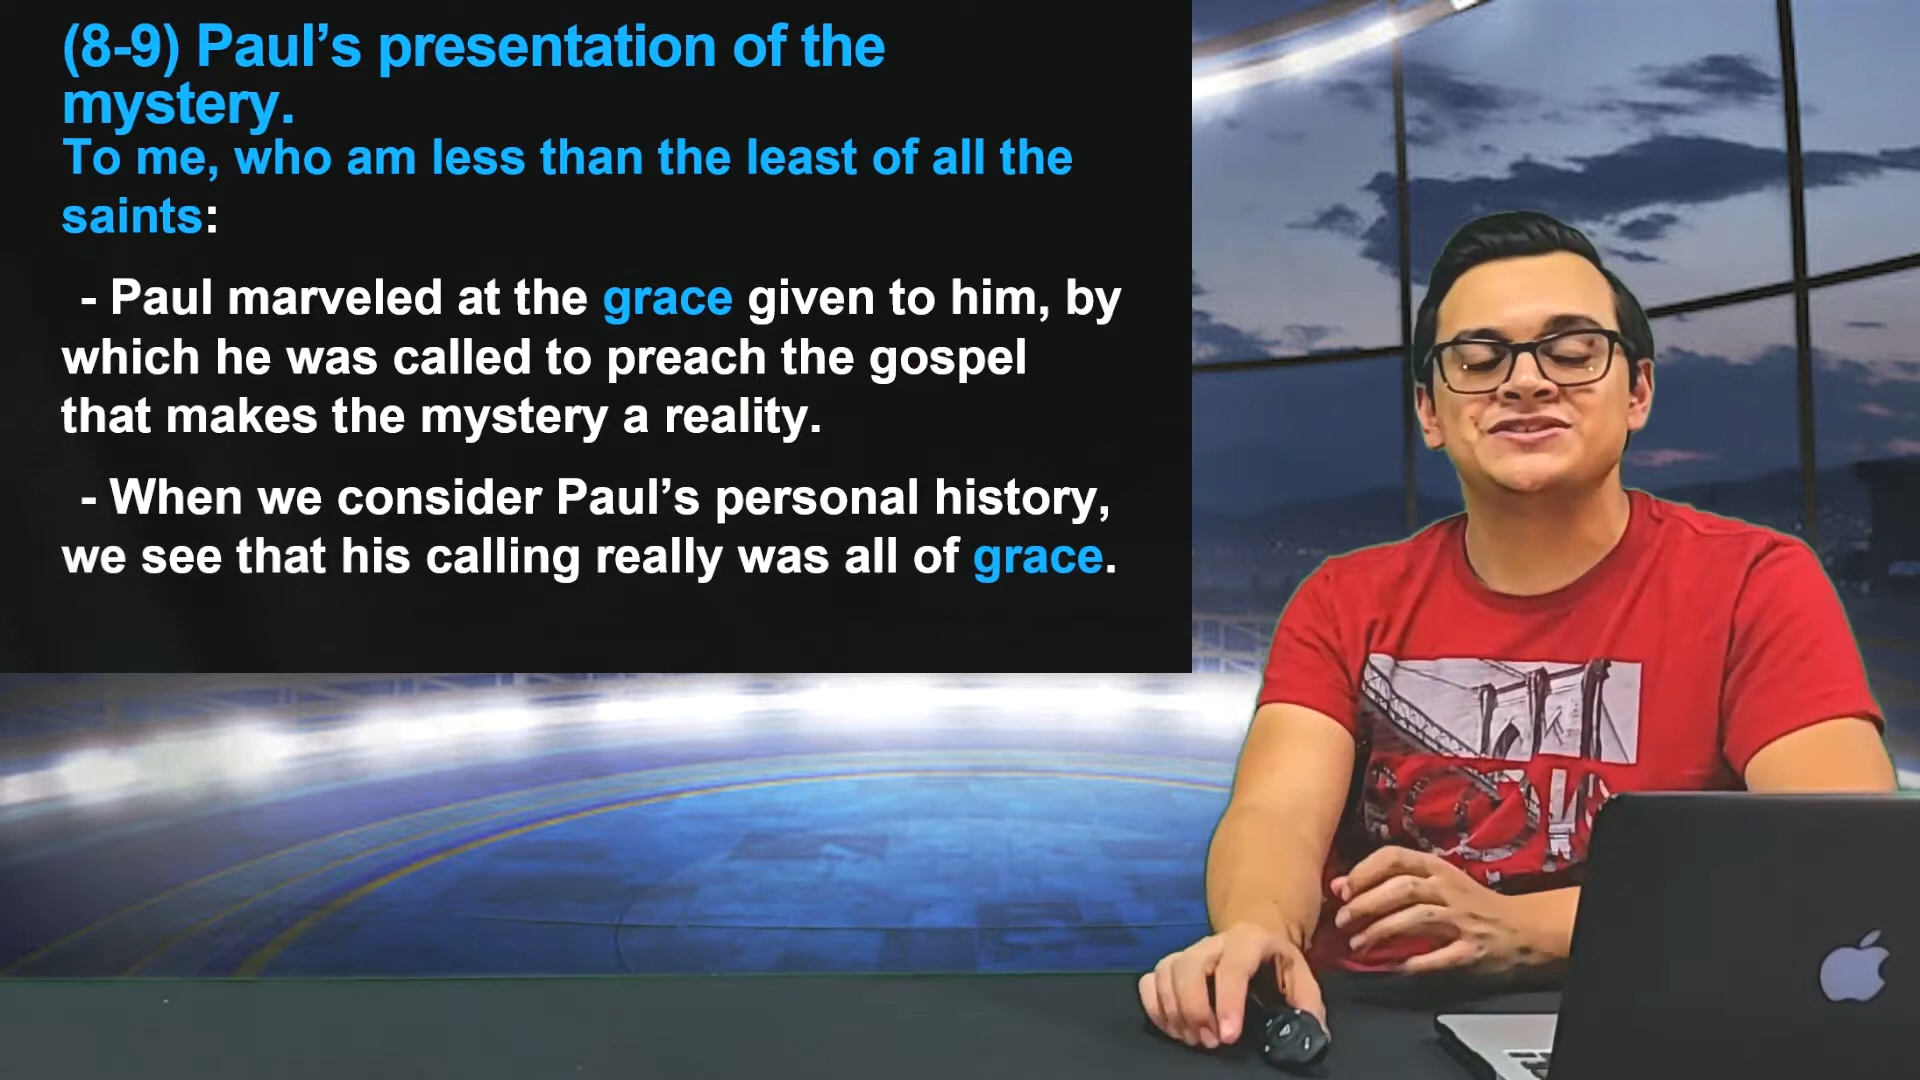 (8-9) Paul’s presentation of the
mystery.
To me, who am less than the least of all the
saints:
- Paul marveled at the grace given to him, by
which he was called to preach the gospel
that makes the mystery a reality.
- When we consider Paul’s personal history,
we see that his calling really was all of grace.